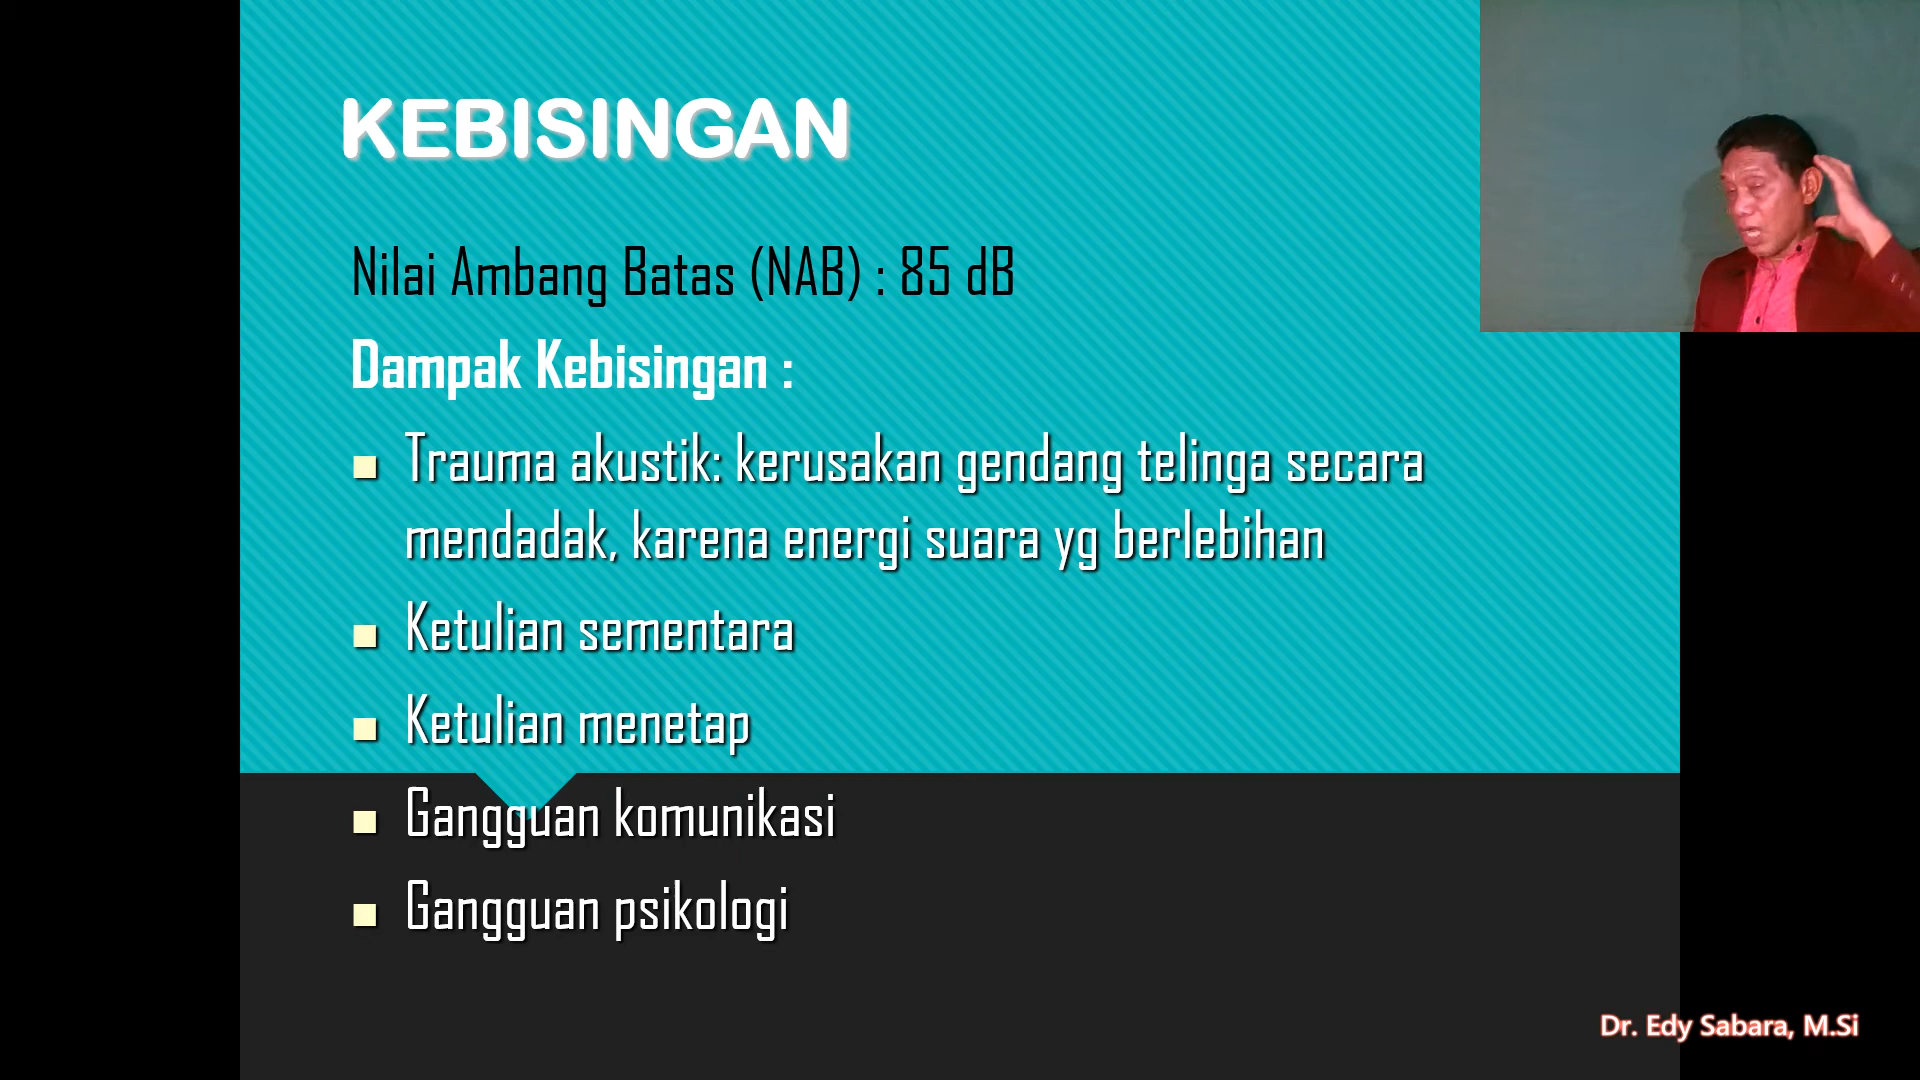 KEBISINGAN
Nilai Ambang Batas (NAB) : 85 dB
Dampak Kebisingan :
Trauma akustik: kerusakan gendang telinga secara
mendadak, karena energi suara yg berlebihan
Ketulian sementara
Ketulian menetap
Gangguan komunikasi
Gangguan psikologi
Dr. Edy Sabara, M.Si